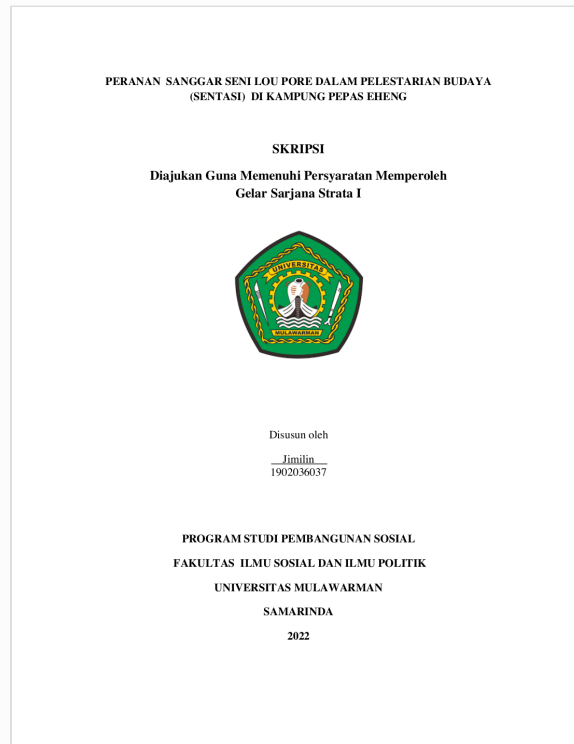 PERANAN SANGGAR SENI LOU PORE DALAM PELESTARIAN BUDAYA
(SENTASI) DI KAMPUNG PEPAS EHENG
SKRIPSI
Diajukan Guna Memenuhi Persyaratan Memperoleh
Gelar Sarjana Strata I
UNIVERSITAS
MULAWARMAN
Disusun oleh
Jimilin
1902036037
PROGRAM STUDI PEMBANGUNAN SOSIAL
FAKULTAS ILMU SOSIAL DAN ILMU POLITIK
UNIVERSITAS MULAWARMAN
SAMARINDA
2022